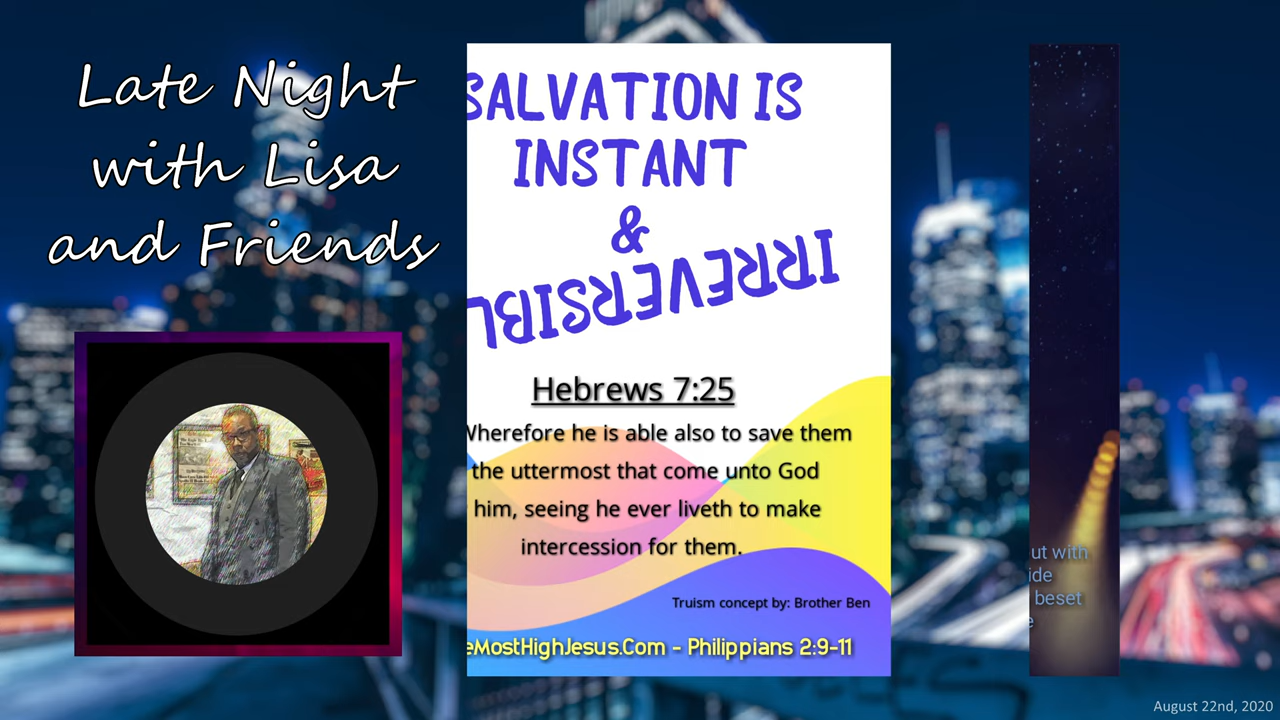 Late Night
with Lisa
and Friends
SALVATION IS
INSTANT
&
IRREVERSIBL
Hebrews 7:25
Wherefore he is able also to save them
the uttermost that come unto God
him, seeing he ever liveth to make
intercession for them.
Truism concept by: Brother Ben
eMostHighJesus.Com - Philippians 2:9-11
ut with
ide
beset
e
August 22nd, 2020